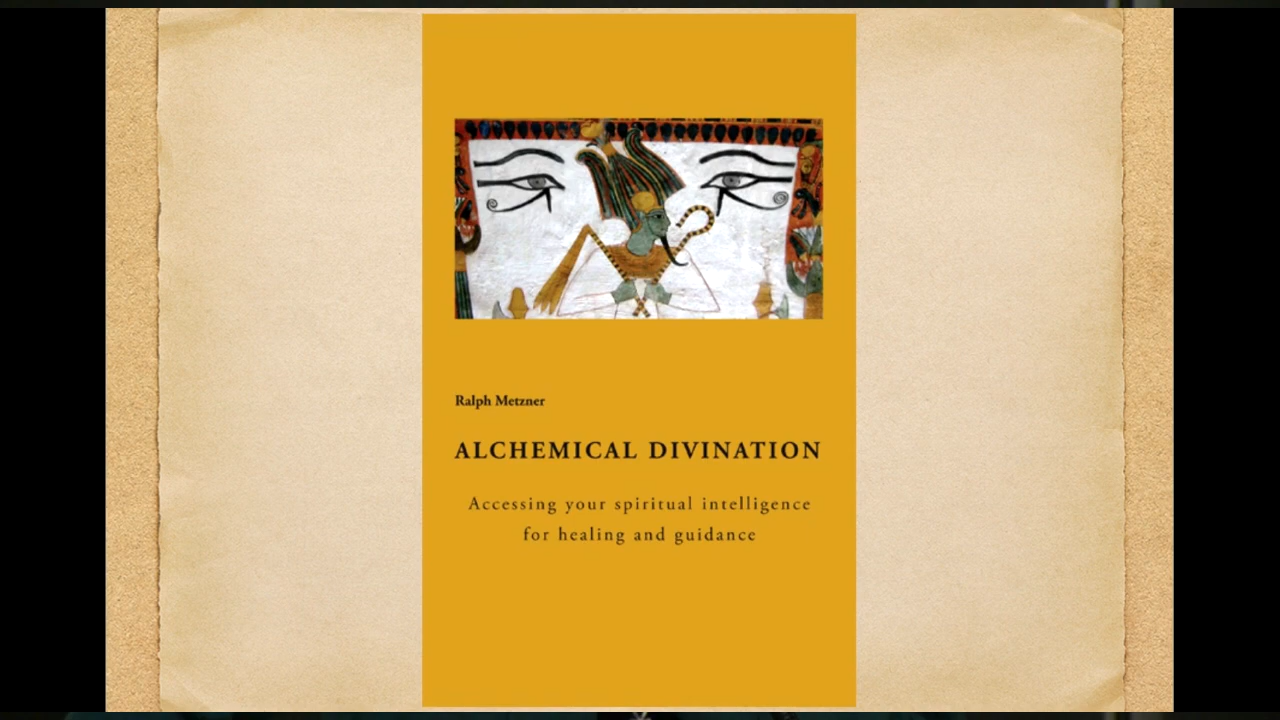 Ralph Metzner
ALCHEMICAL DIVINATION
Accessing your spiritual intelligence
for healing and guidance